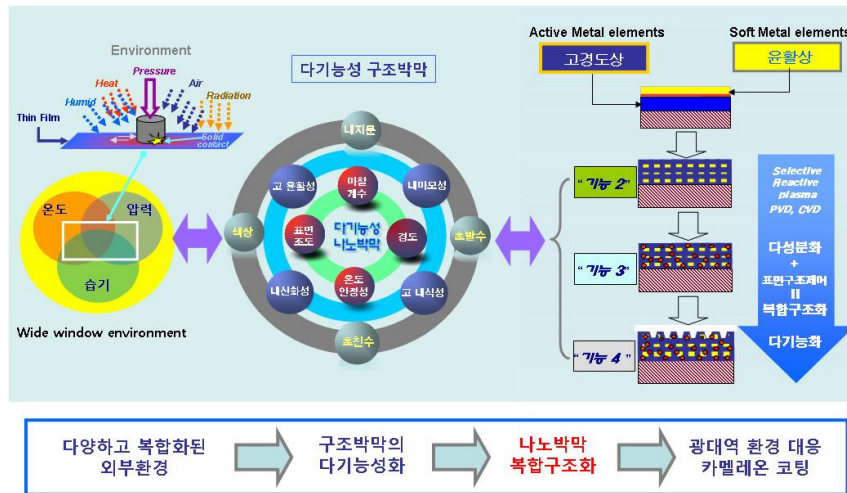 Environment
Pressure
Heat
Air
Humid
Radiation
Thin Film
Solid
contact
온도
압력
습기
Wide window environment
다기능성 구조박막
내지문
고 윤활성
마찰
계수
내마모성
색상
표면
조도
다기능성
나노박막
경도
초발수
내산화성
온도
안정성
고 내식성
초친수
Active Metal elements
Soft Metal elements
고경도상
윤활상
"기능 2"
"기능 3"
"기능 4"
Selective
Reactive
plasma
PVD, CVD
다성분화
+
표면구조제어
=
복합구조화
다기능화
다양하고 복합화된
외부환경
구조박막의
다기능성화
나노박막
복합구조화
광대역 환경 대응
카멜레온 코팅